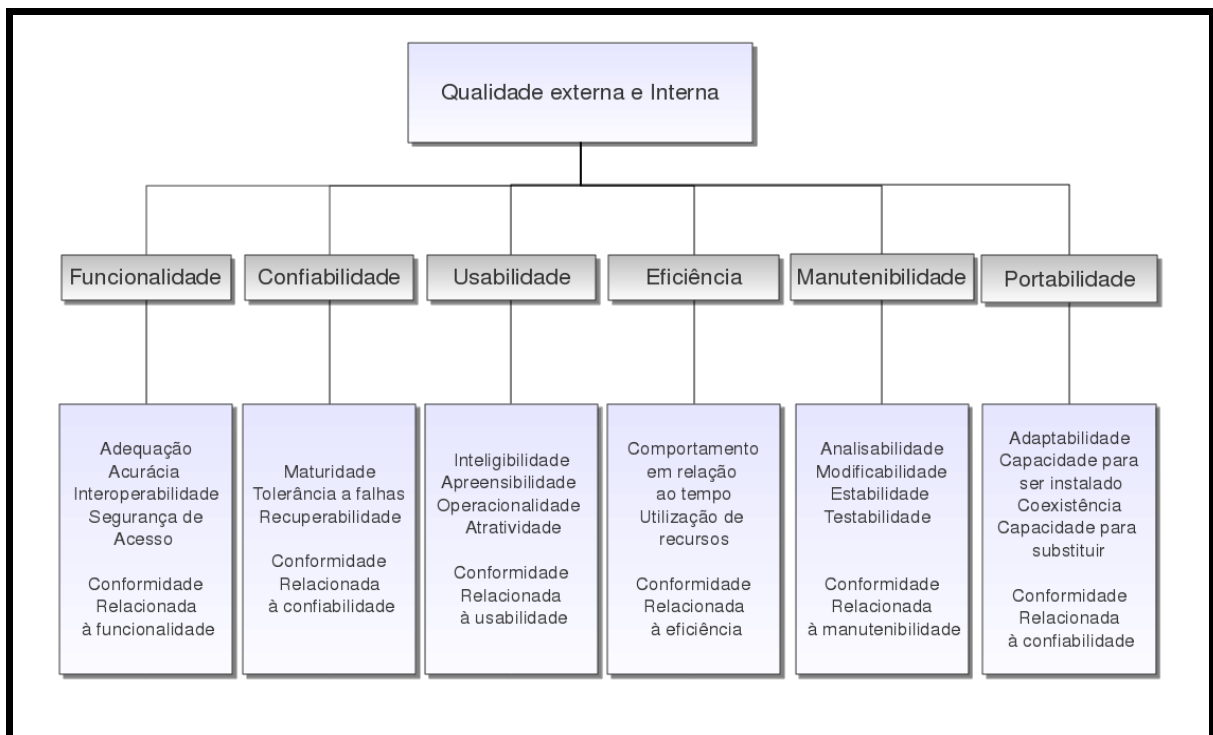 Qualidade externa e Interna
Funcionalidade
Confiabilidade
Usabilidade
Eficiência
Manutenibilidade
Portabilidade
Adequação
Acurácia
Interoperabilidade
Segurança de
Acesso
Conformidade
Relacionada
à funcionalidade
Maturidade
Tolerância a falhas
Recuperabilidade
Conformidade
Relacionada
à confiabilidade
Inteligibilidade
Apreensibilidade
Operacionalidade
Atratividade
Conformidade
Relacionada
à usabilidade
Comportamento
em relação
ao tempo
Utilização de
recursos
Conformidade
Relacionada
à eficiência
Analisabilidade
Modificabilidade
Estabilidade
Testabilidade
Conformidade
Relacionada
à manutenibilidade
Adaptabilidade
Capacidade para
ser instalado
Coexistência
Capacidade para
substituir
Conformidade
Relacionada
à confiabilidade